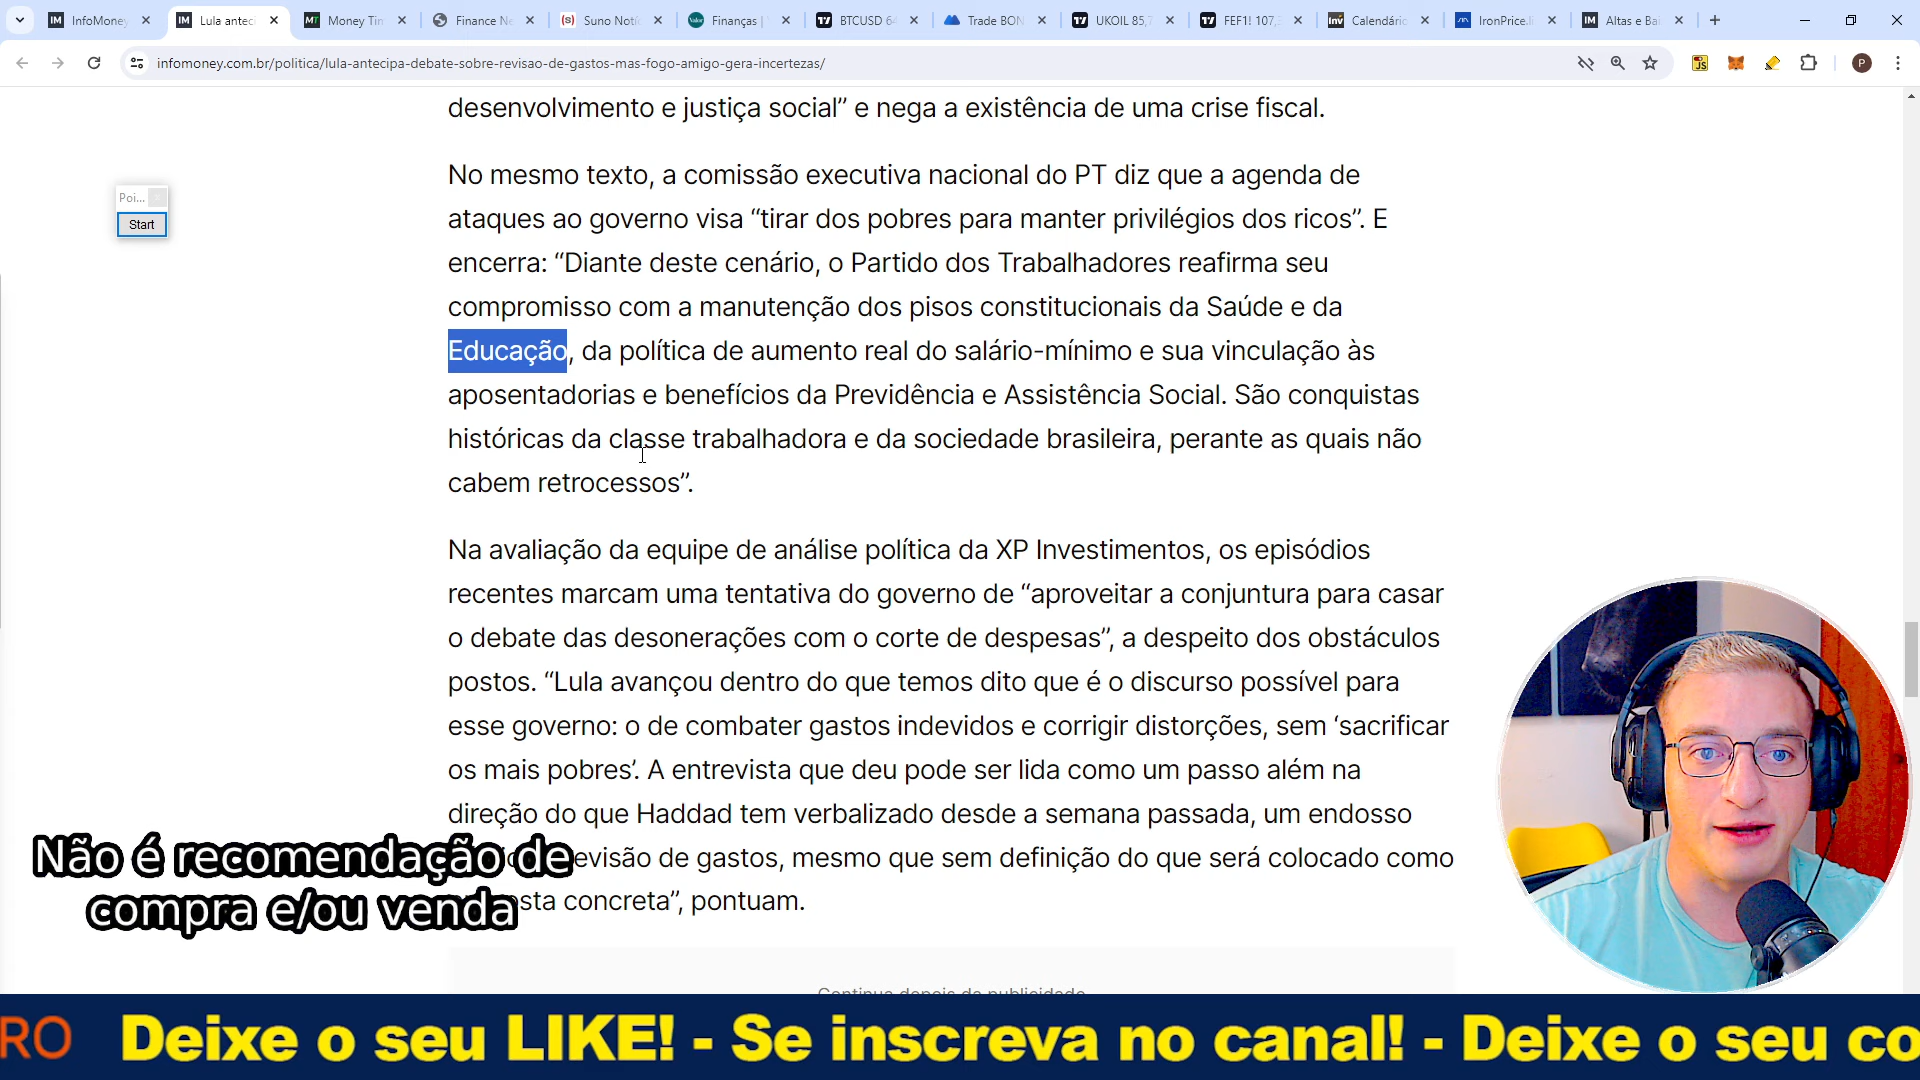 InfoMoney
Lula antec
Money Tim
Finance Ne
Suno Notíc
Finanças | V
BTCUSD 64
Trade BON
UKOIL 85,7
FEF1! 107,
Calendário
IronPrice.l
Altas e Bai
infomoney.com.br/politica/lula-antecipa-debate-sobre-revisao-de-gastos-mas-fogo-amigo-gera-incertezas/
desenvolvimento e justiça social” e nega a existência de uma crise fiscal.
Poi...
Start
No mesmo texto, a comissão executiva nacional do PT diz que a agenda de
ataques ao governo visa “tirar dos pobres para manter privilégios dos ricos”. E
encerra: “Diante deste cenário, o Partido dos Trabalhadores reafirma seu
compromisso com a manutenção dos pisos constitucionais da Saúde e da
Educação, da política de aumento real do salário-mínimo e sua vinculação às
aposentadorias e benefícios da Previdência e Assistência Social. São conquistas
históricas da classe trabalhadora e da sociedade brasileira, perante as quais não
cabem retrocessos”.
Na avaliação da equipe de análise política da XP Investimentos, os episódios
recentes marcam uma tentativa do governo de “aproveitar a conjuntura para casar
o debate das desonerações com o corte de despesas”, a despeito dos obstáculos
postos. “Lula avançou dentro do que temos dito que é o discurso possível para
esse governo: o de combater gastos indevidos e corrigir distorções, sem ‘sacrificar
os mais pobres’. A entrevista que deu pode ser lida como um passo além na
direção do que Haddad tem verbalizado desde a semana passada, um endosso
evisão de gastos, mesmo que sem definição do que será colocado como
osta concreta”, pontuam.
Não é recomendação de
compra e/ou venda
Continua depois da publicidade
RO Deixe o seu LIKE! - Se inscreva no canal! - Deixe o seu co